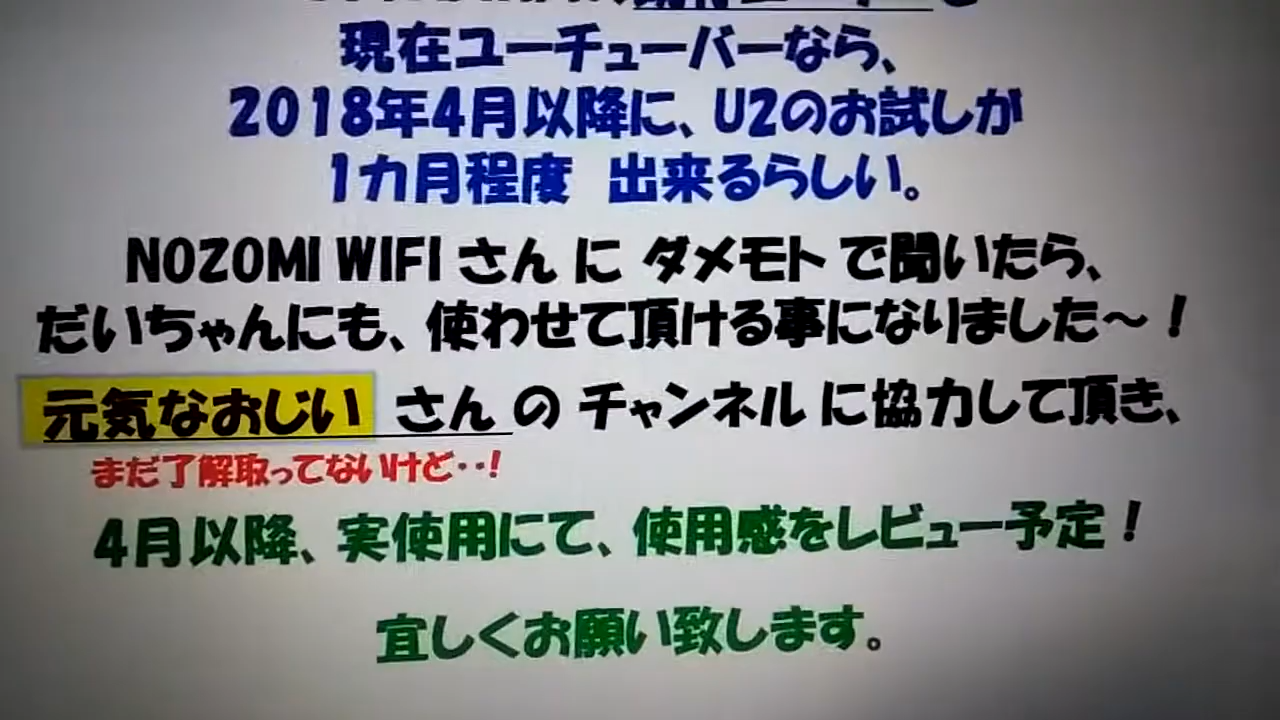 現在ユーチューバーなら、
2018年4月以降に、U2のお試しが
1カ月程度 出来るらしい。
NOZOMI WIFI さん に ダメモト で聞いたら、
だいちゃんにも、使わせて頂ける事になりました～！
元気なおじい さん の チャンネル に協力して頂き、
まだ了解取ってないけど‥！
4月以降、実使用にて、使用感をレビュー予定！
宜しくお願い致します。